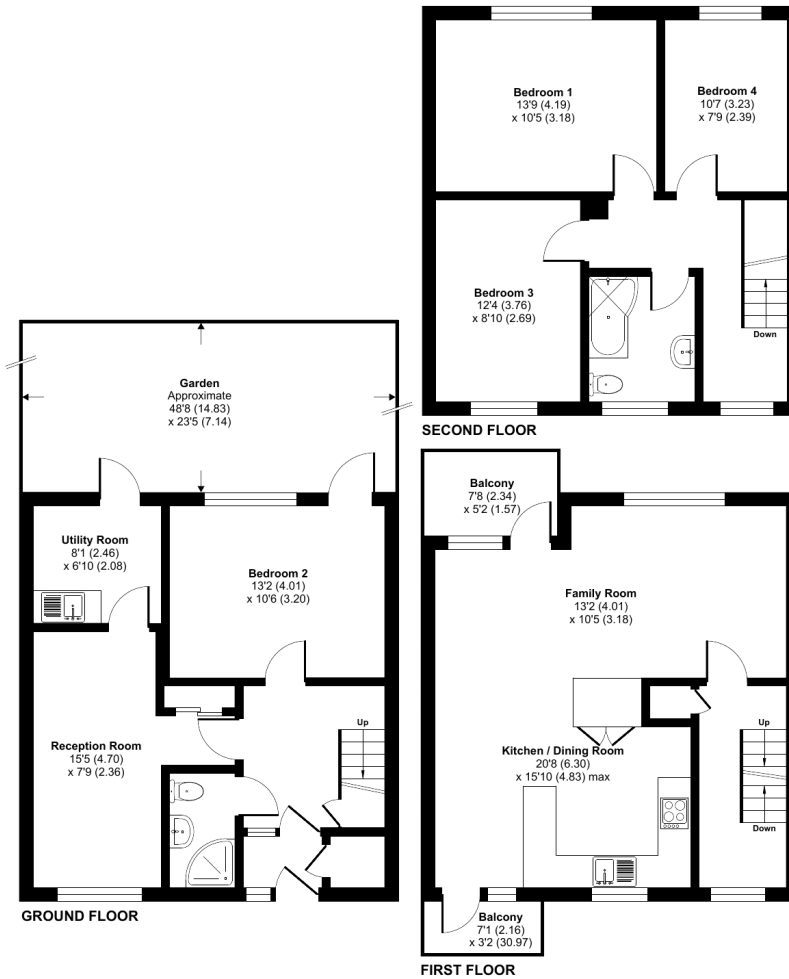 Bedroom 1
13'9 (4.19)
x 10'5 (3.18)
Bedroom 4
10'7 (3.23)
x 7'9 (2.39)
Bedroom 3
12'4 (3.76)
x 8'10 (2.69)
Down
SECOND FLOOR
Garden
Approximate
48'8 (14.83)
x 23'5 (7.14)
Utility Room
8'1 (2.46)
x 6'10 (2.08)
Bedroom 2
13'2 (4.01)
x 10'6 (3.20)
Reception Room
15'5 (4.70)
x 7'9 (2.36)
Up
GROUND FLOOR
Balcony
7'8 (2.34)
x 5'2 (1.57)
Family Room
13'2 (4.01)
x 10'5 (3.18)
Kitchen / Dining Room
20'8 (6.30)
x 15'10 (4.83) max
Up
Down
Balcony
7'1 (2.16)
x 3'2 (30.97)
FIRST FLOOR